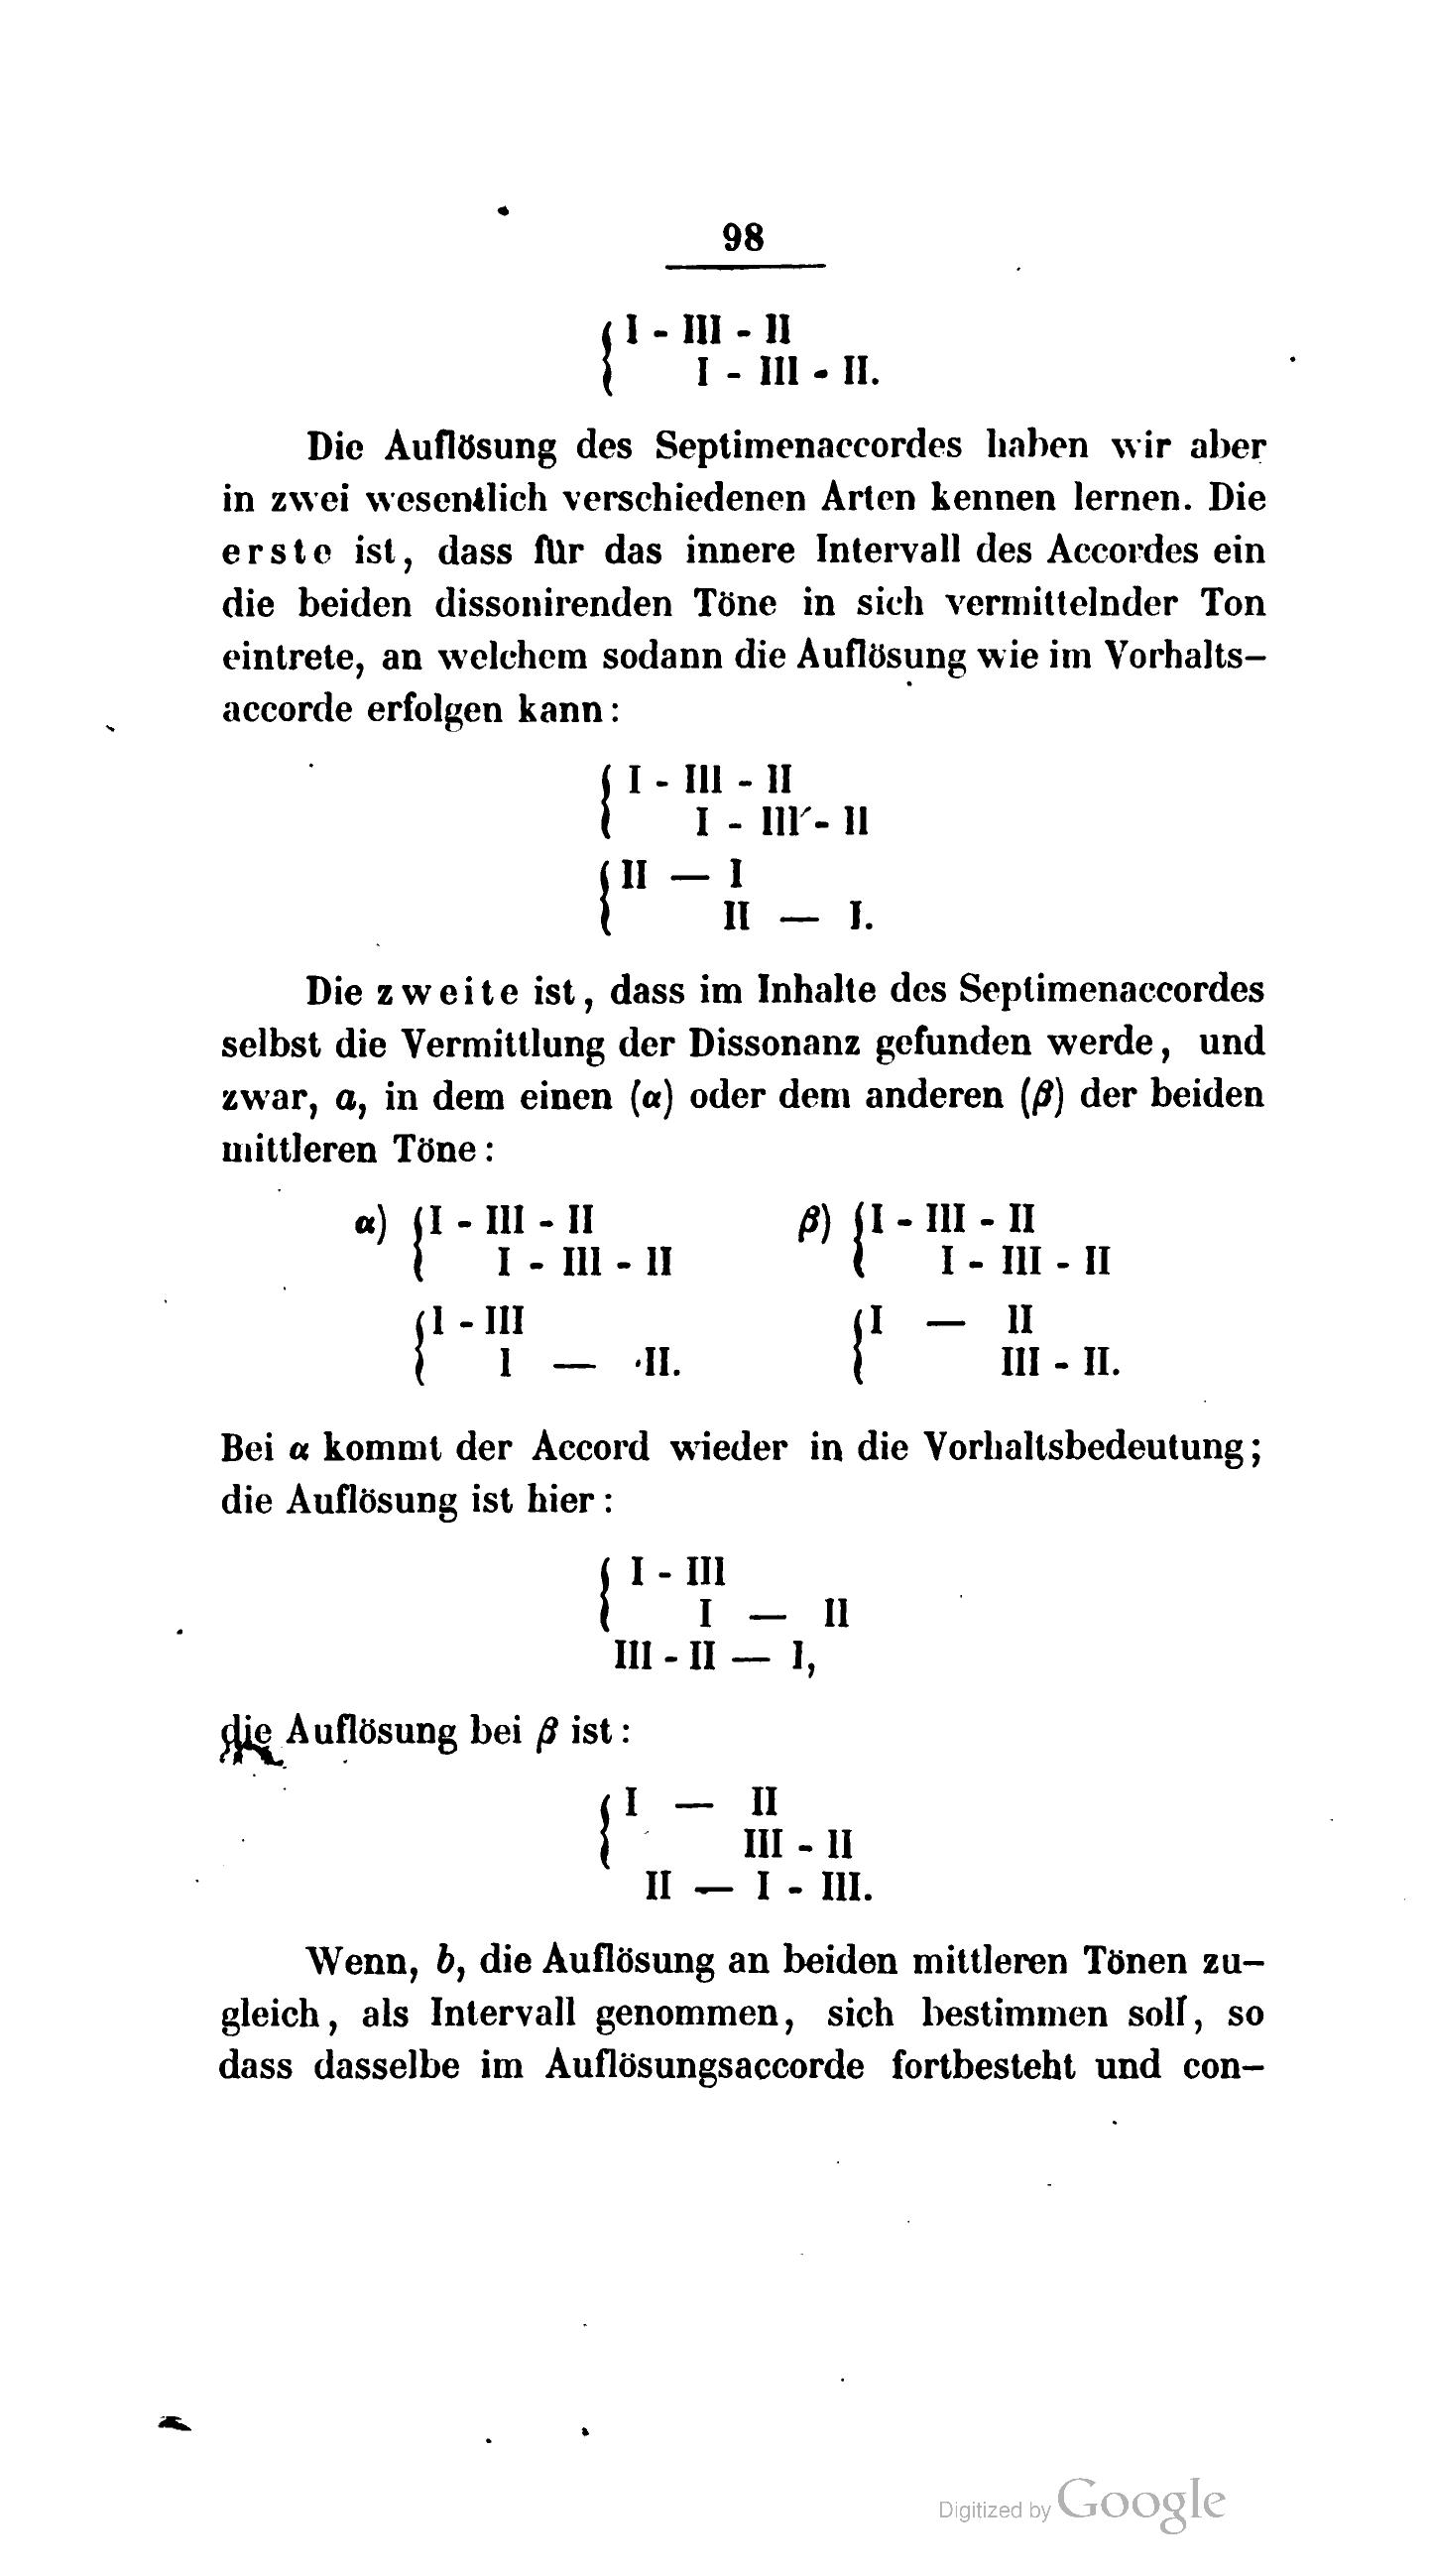 98
{ I - III - II
I - III - II.
Die Auflösung des Septimenaccordes haben wir aber
in zwei wesentlich verschiedenen Arten kennen lernen. Die
erste ist, dass für das innere Intervall des Accordes ein
die beiden dissonirenden Töne in sich vermittelnder Ton
eintrete, an welchem sodann die Auflösung wie im Vorhalts-
accorde erfolgen kann:
{ I - III - II
I - III - II
{ II — I
II — I.
Die zweite ist, dass im Inhalte des Septimenaccordes
selbst die Vermittlung der Dissonanz gefunden werde, und
zwar, a, in dem einen (α) oder dem anderen (β) der beiden
mittleren Töne:
α) { I - III - II β) { I - III - II
I - III - II I - III - II
{ I - III { I — II
I — II. III - II.
Bei α kommt der Accord wieder in die Vorhaltsbedeutung;
die Auflösung ist hier:
{ I - III
I — II
III - II — I,
die Auflösung bei β ist:
{ I — II
III - II
II — I - III.
Wenn, b, die Auflösung an beiden mittleren Tönen zu-
gleich, als Intervall genommen, sich bestimmen soll, so
dass dasselbe im Auflösungsaccorde fortbesteht und con-
Digitized by Google